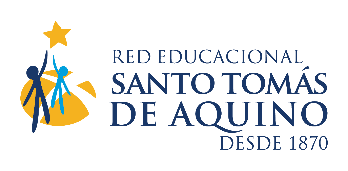 RED EDUCACIONAL
SANTO TOMÁS
DE AQUINO
DESDE 1870